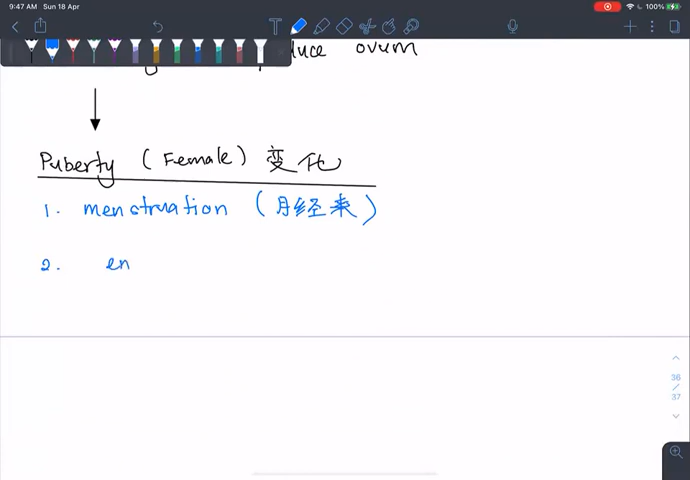 9:47 AM Sun 18 Apr 100%
duce ovum
Puberty (Female) 变化
1. menstruation (月经来)
2. en
36
/
37